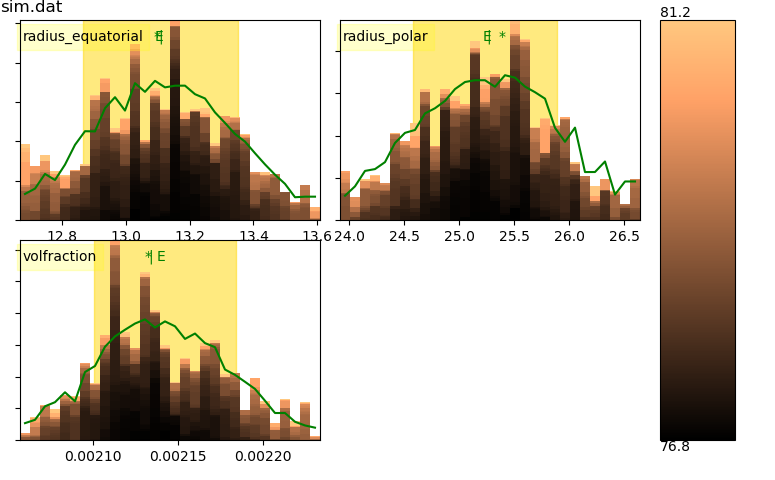 sim.dat
81.2
radius_equatorial *E
radius_polar E *
12.8 13.0 13.2 13.4 13.6
24.0 24.5 25.0 25.5 26.0 26.5
volfraction * E
0.00210 0.00215 0.00220
76.8